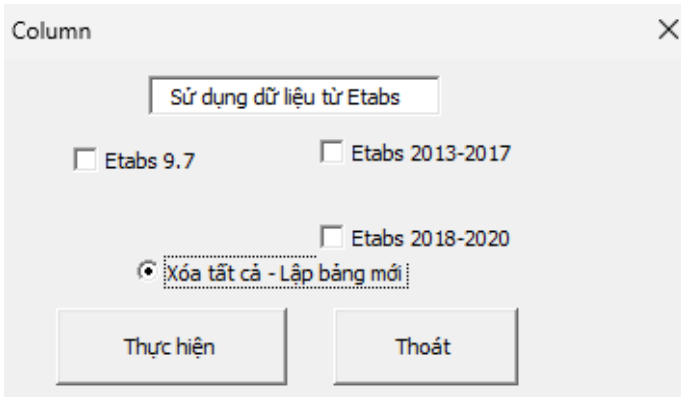 Column
Sử dụng dữ liệu từ Etabs
Etabs 9.7
Etabs 2013-2017
Etabs 2018-2020
Xóa tất cả - Lập bảng mới
Thực hiện
Thoát